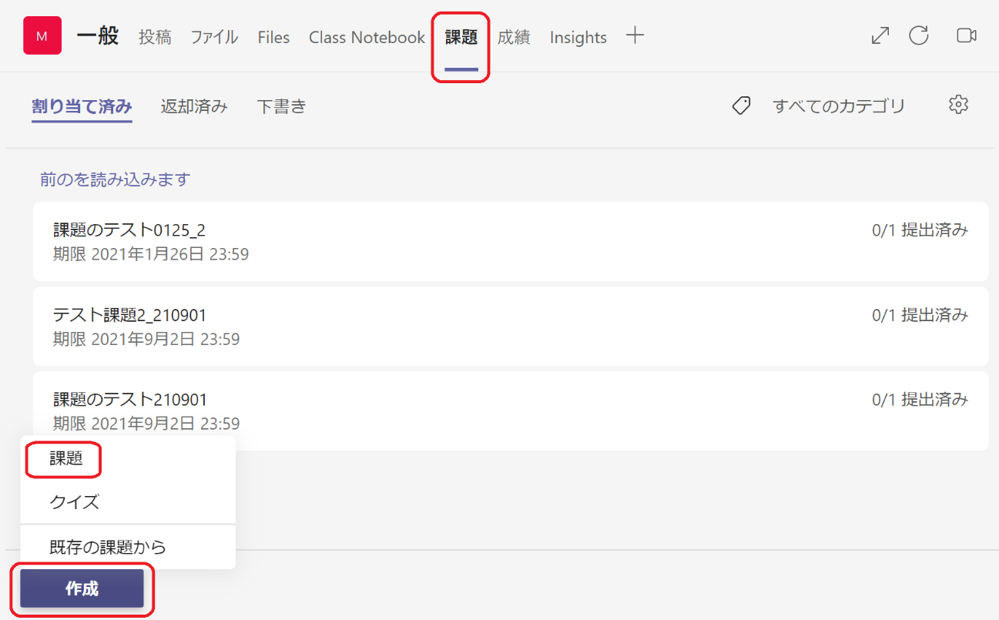 M 一般 投稿 ファイル Files Class Notebook 課題 成績 Insights
割り当て済み 返却済み 下書き すべてのカテゴリ
前のを読み込みます
課題のテスト0125_2 0/1 提出済み
期限 2021年1月26日 23:59
テスト課題2_210901 0/1 提出済み
期限 2021年9月2日 23:59
課題のテスト210901 0/1 提出済み
期限 2021年9月2日 23:59
課題
クイズ
既存の課題から
作成